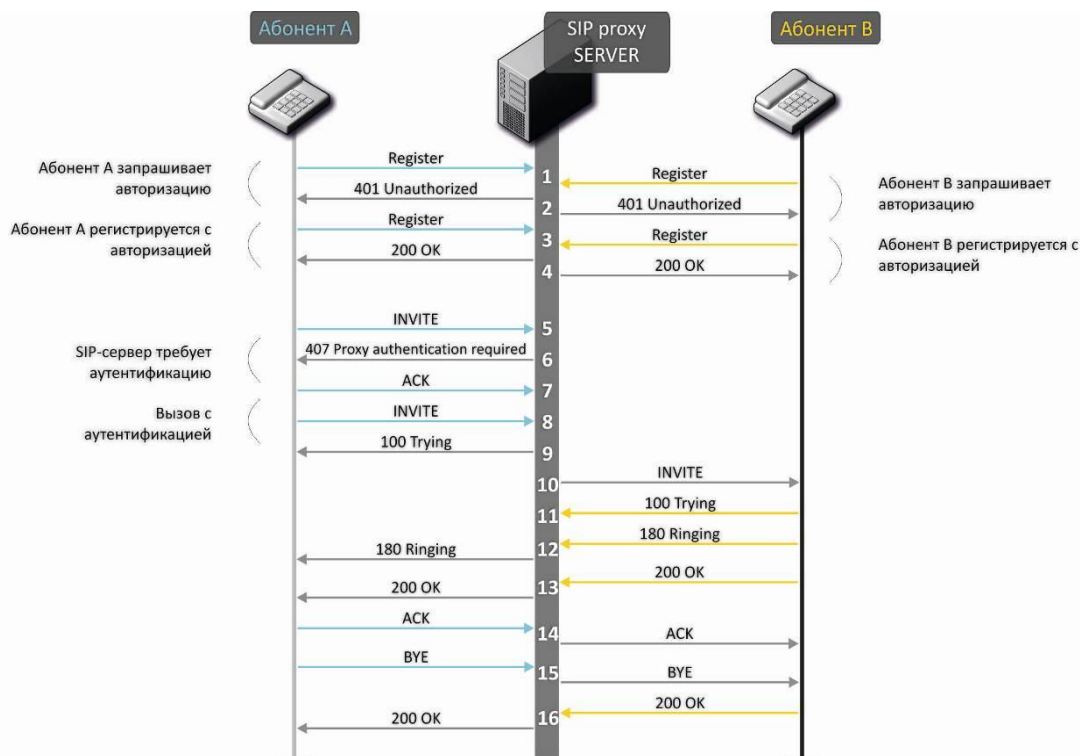 Абонент А
SIP proxy
SERVER
Абонент В
Абонент А запрашивает
авторизацию
Register
1
Register
Абонент В запрашивает
авторизацию
401 Unauthorized
2
401 Unauthorized
Абонент А регистрируется с
авторизацией
Register
3
Register
Абонент В регистрируется с
авторизацией
200 OK
4
200 OK
INVITE
5
SIP-сервер требует
аутентификацию
407 Proxy authentication required
6
ACK
7
Вызов с
аутентификацией
INVITE
8
100 Trying
9
INVITE
10
100 Trying
11
180 Ringing
12
180 Ringing
200 OK
13
200 OK
ACK
14
ACK
BYE
15
BYE
200 OK
16
200 OK